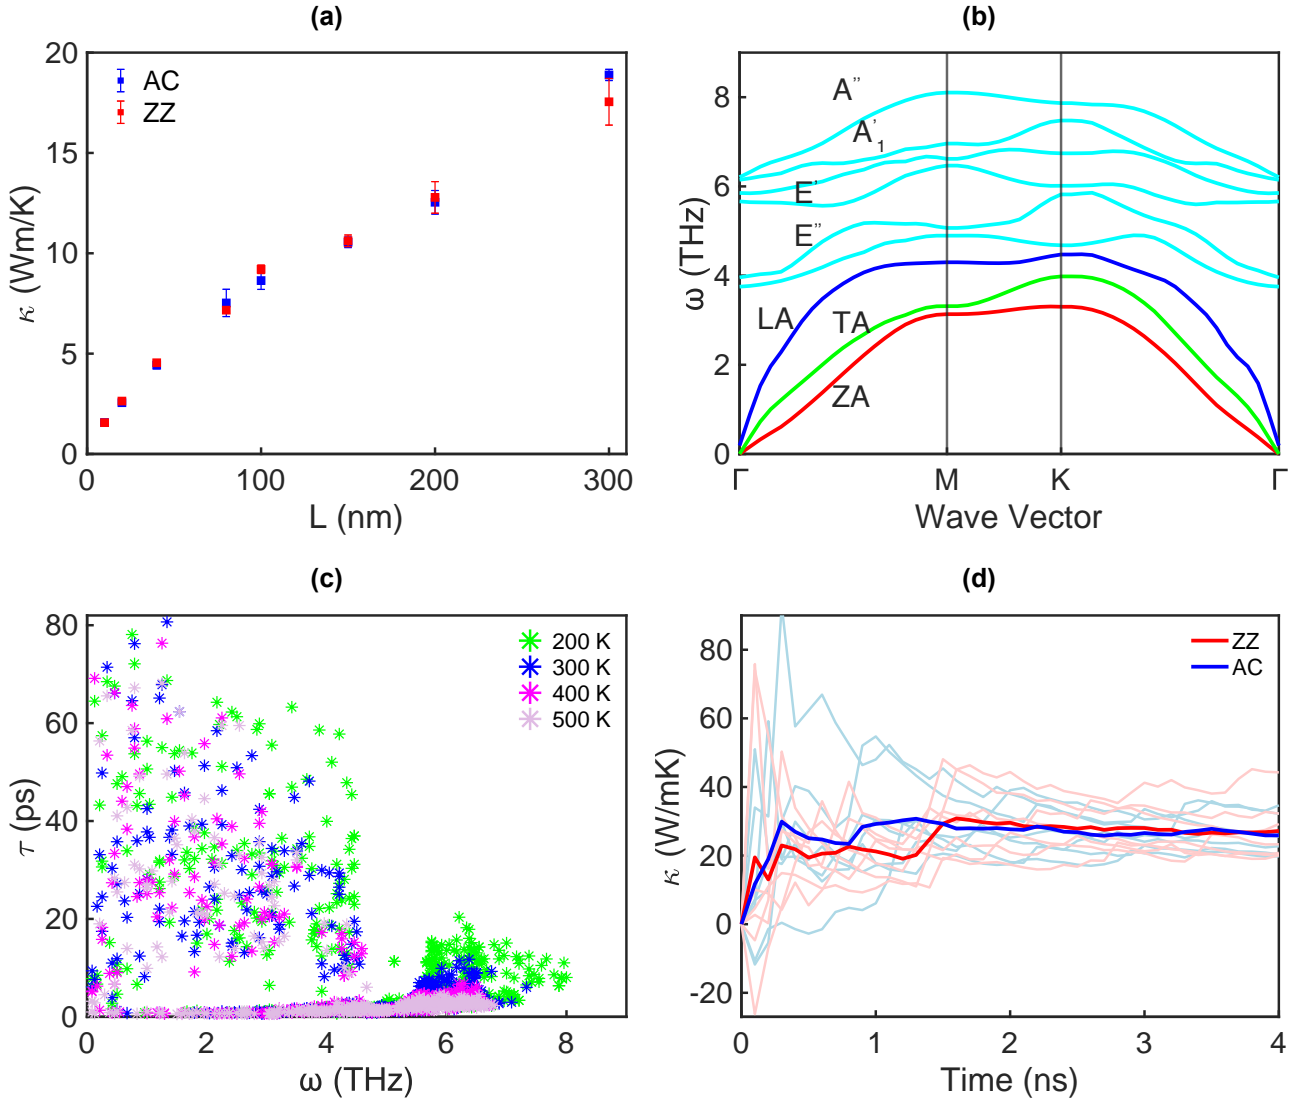 (a)
20
15
10
5
0
κ (Wm/K)
AC
ZZ
0 100 200 300
L (nm)
(b)
8
6
4
2
0
ω (THz)
A''
A'1
E'
E''
LA TA
ZA
Γ M K Γ
Wave Vector
(c)
80
60
40
20
0
τ (ps)
200 K
300 K
400 K
500 K
0 2 4 6 8
ω (THz)
(d)
80
60
40
20
0
-20
κ (W/mK)
ZZ
AC
0 1 2 3 4
Time (ns)